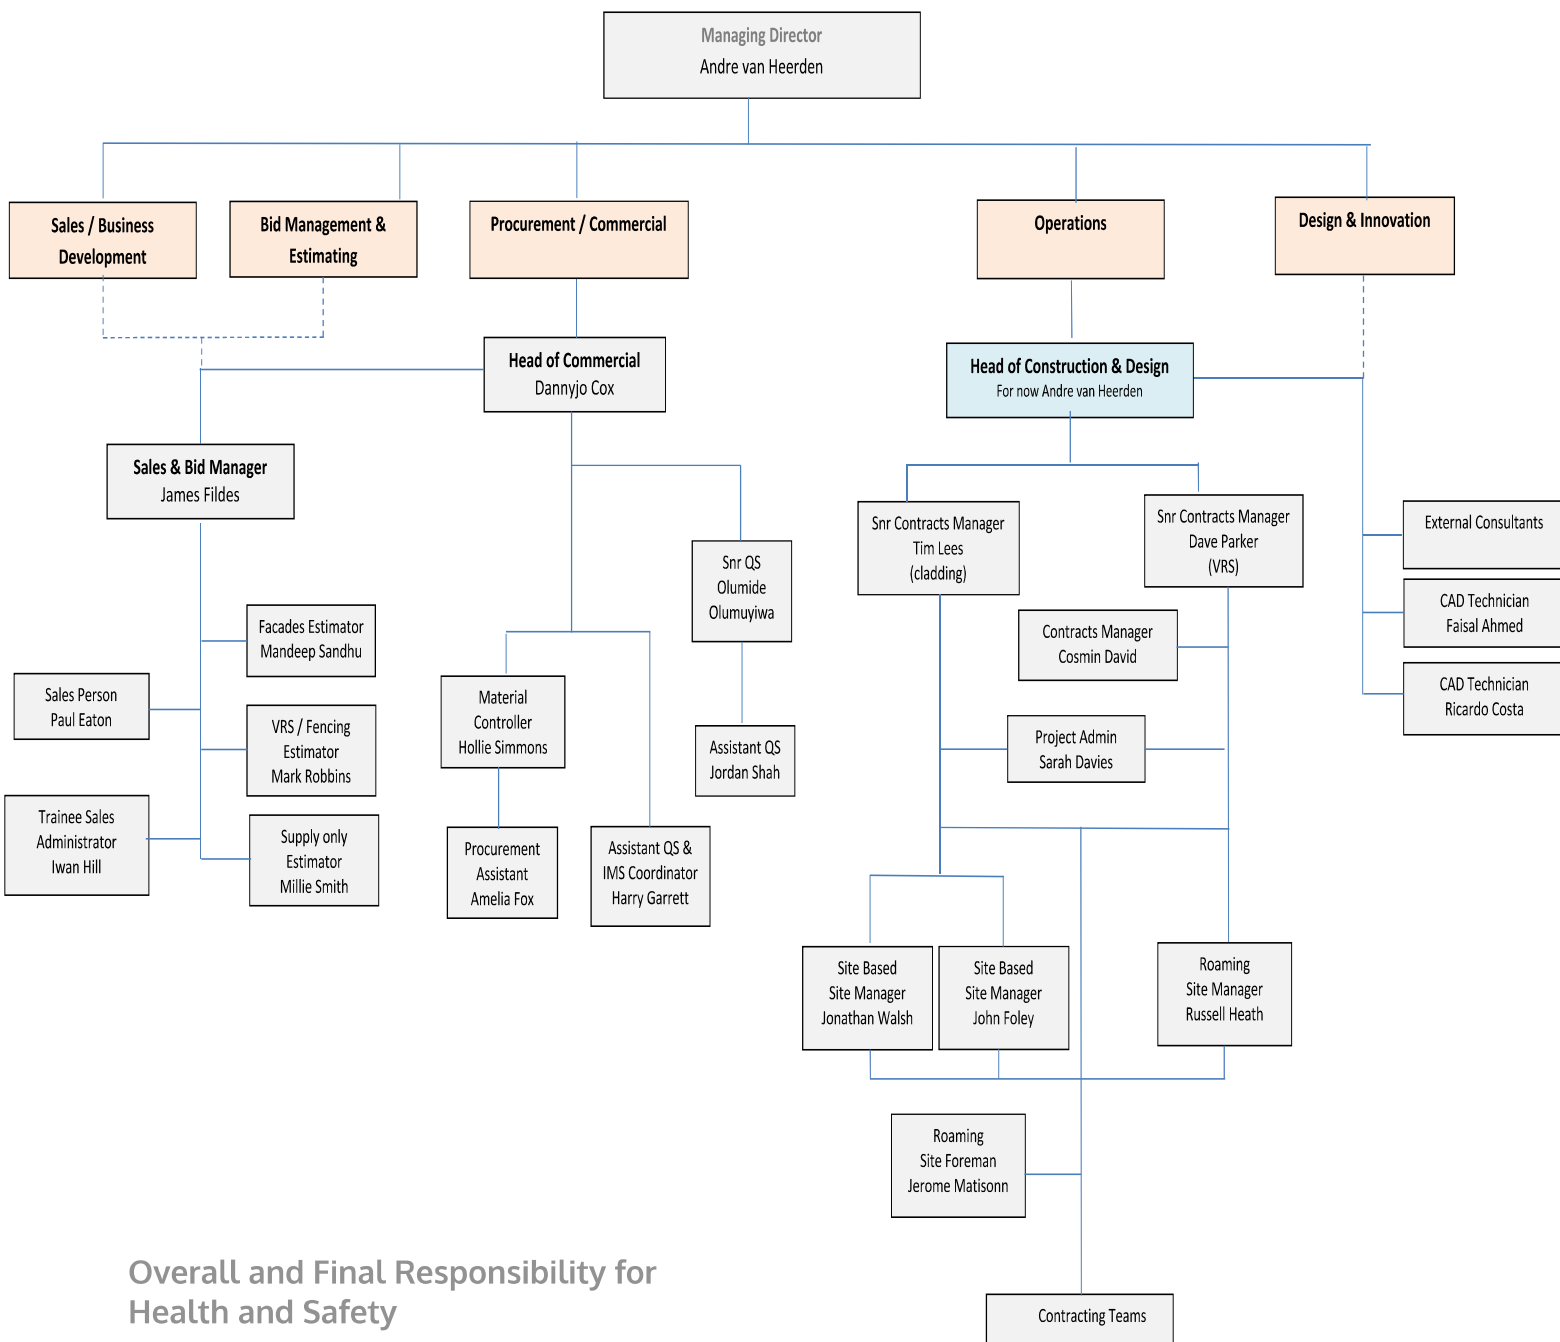 Managing Director
Andre van Heerden
Sales / Business
Development
Bid Management &
Estimating
Procurement / Commercial
Operations
Design & Innovation
Head of Commercial
Dannyjo Cox
Head of Construction & Design
For now Andre van Heerden
Sales & Bid Manager
James Fildes
Snr Contracts Manager
Tim Lees
(cladding)
Snr Contracts Manager
Dave Parker
(VRS)
External Consultants
Snr QS
Olumide
Olumuyiwa
CAD Technician
Faisal Ahmed
Facades Estimator
Mandeep Sandhu
Contracts Manager
Cosmin David
Sales Person
Paul Eaton
Material
Controller
Hollie Simmons
CAD Technician
Ricardo Costa
VRS / Fencing
Estimator
Mark Robbins
Assistant QS
Jordan Shah
Project Admin
Sarah Davies
Trainee Sales
Administrator
Iwan Hill
Supply only
Estimator
Millie Smith
Procurement
Assistant
Amelia Fox
Assistant QS &
IMS Coordinator
Harry Garrett
Site Based
Site Manager
Jonathan Walsh
Site Based
Site Manager
John Foley
Roaming
Site Manager
Russell Heath
Roaming
Site Foreman
Jerome Matisonn
Overall and Final Responsibility for
Health and Safety
Contracting Teams